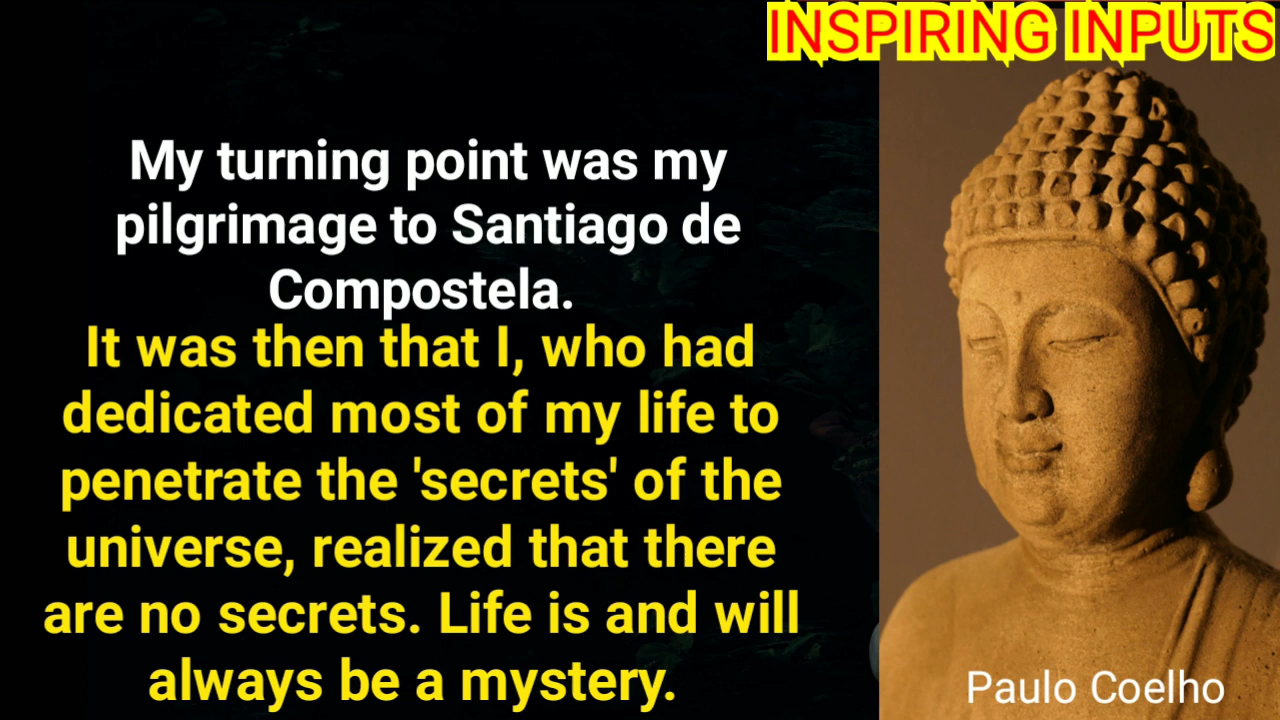 INSPIRING INPUTS
My turning point was my
pilgrimage to Santiago de
Compostela.
It was then that I, who had
dedicated most of my life to
penetrate the 'secrets' of the
universe, realized that there
are no secrets. Life is and will
always be a mystery.
Paulo Coelho